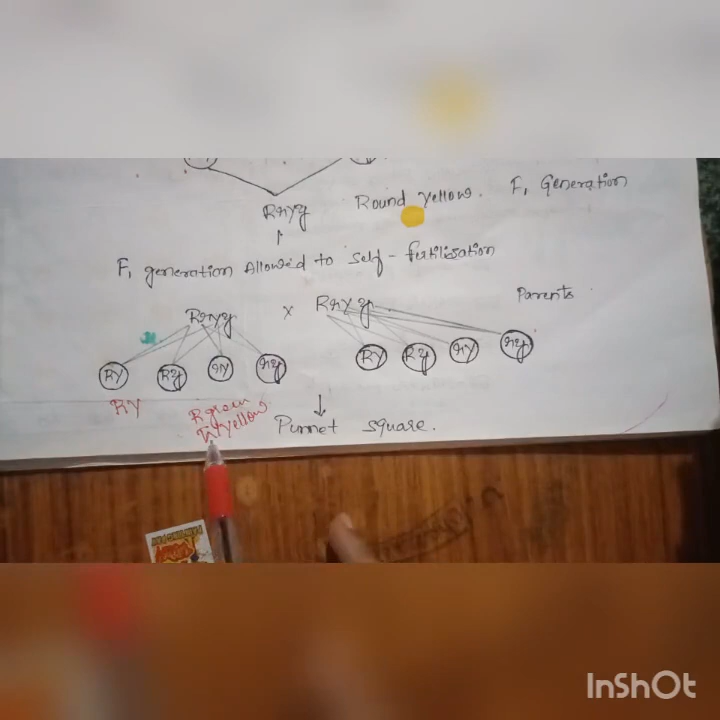 RrYy Round yellow. F1 Generation
F1 generation Allowed to self-fertilisation
RrYy x RrYy Parents
RY Ry rY ry RY Ry rY ry
RY R green
yellow
Punnet square.
InShOt